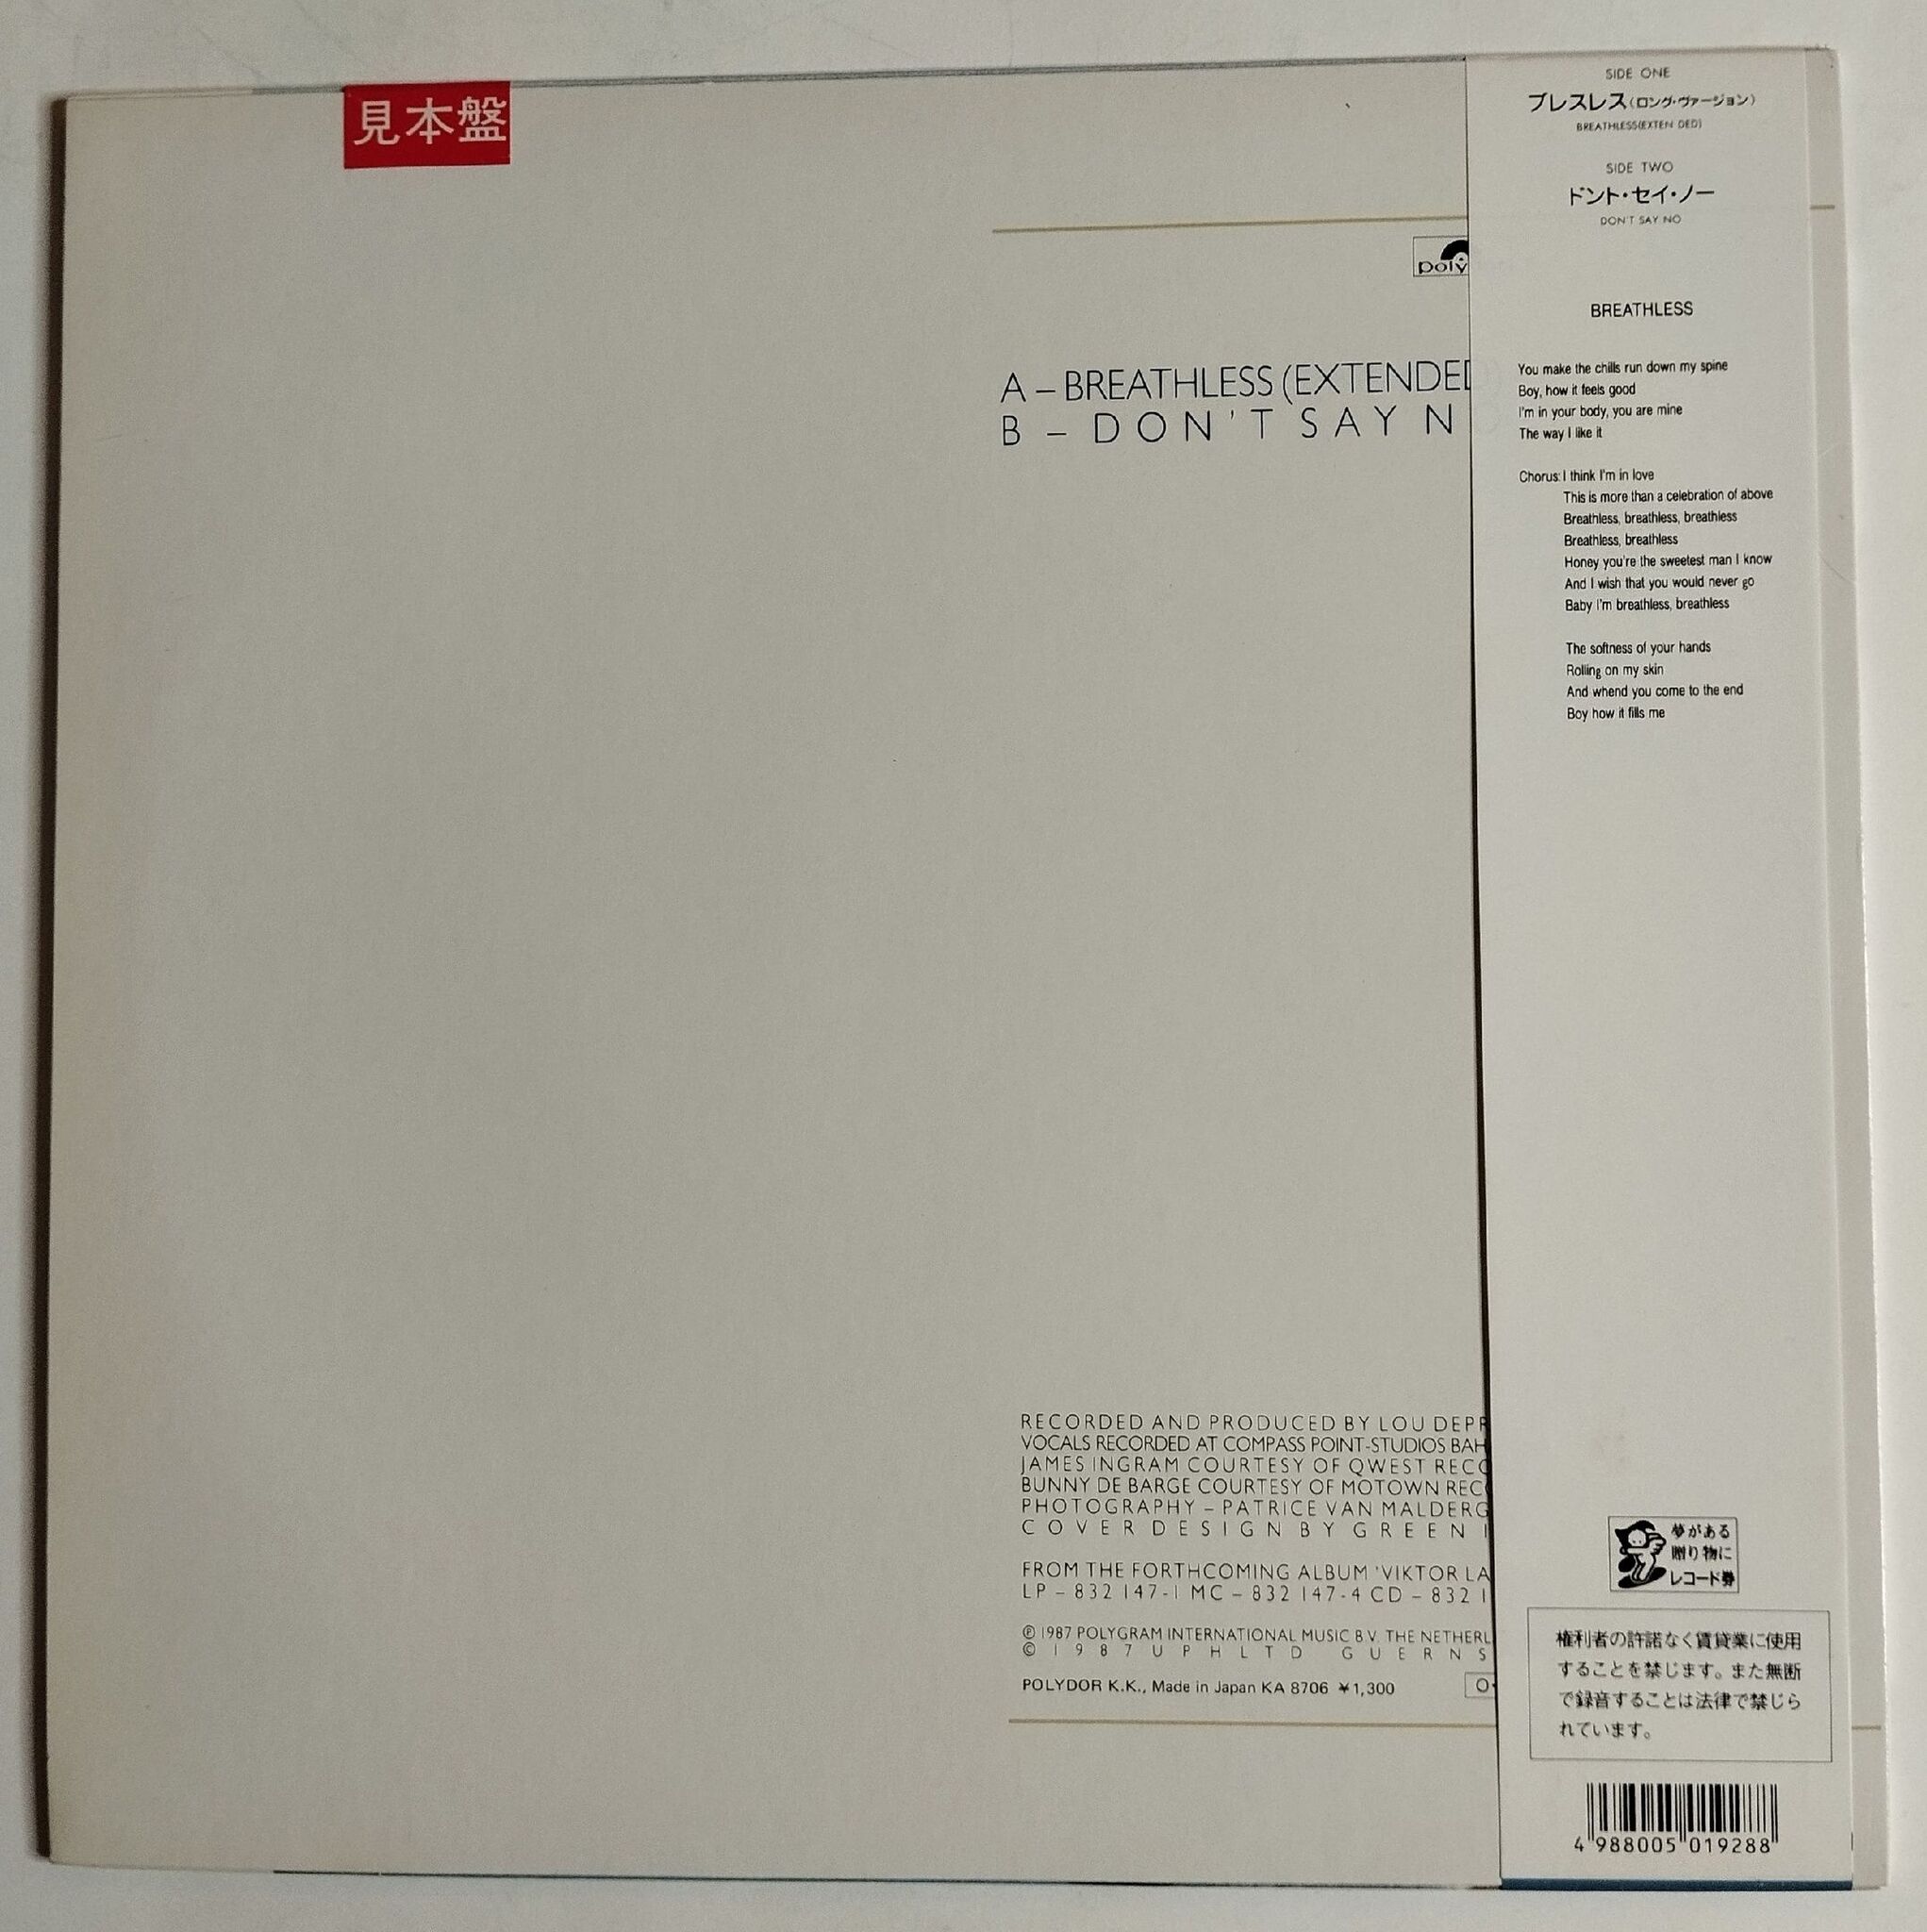 見本盤
poly
A – BREATHLESS (EXTENDED
B – DON'T SAY N
RECORDED AND PRODUCED BY LOU DEPR
VOCALS RECORDED AT COMPASS POINT-STUDIOS BAH
JAMES INGRAM COURTESY OF QWEST RECO
BUNNY DE BARGE COURTESY OF MOTOWN REC
PHOTOGRAPHY – PATRICE VAN MALDERG
COVER DESIGN BY GREEN I
FROM THE FORTHCOMING ALBUM 'VIKTOR LA
LP – 832 147-1 MC – 832 147-4 CD – 832 1
Ⓟ 1987 POLYGRAM INTERNATIONAL MUSIC B.V. THE NETHERL
© 1987 UPH LTD GUERNS
POLYDOR K.K., Made in Japan KA 8706 ¥1,300
O
SIDE ONE
ブレスレス(ロング・ヴァージョン)
BREATHLESS(EXTEN DED)
SIDE TWO
ドント・セイ・ノー
DON'T SAY NO
BREATHLESS
You make the chills run down my spine
Boy, how it feels good
I'm in your body, you are mine
The way I like it
Chorus: I think I'm in love
This is more than a celebration of above
Breathless, breathless, breathless
Breathless, breathless
Honey you're the sweetest man I know
And I wish that you would never go
Baby I'm breathless, breathless
The softness of your hands
Rolling on my skin
And whend you come to the end
Boy how it fills me
夢がある
贈り物に
レコード券
権利者の許諾なく賃貸業に使用
することを禁じます。また無断
で録音することは法律で禁じら
れています。
4 988005 019288